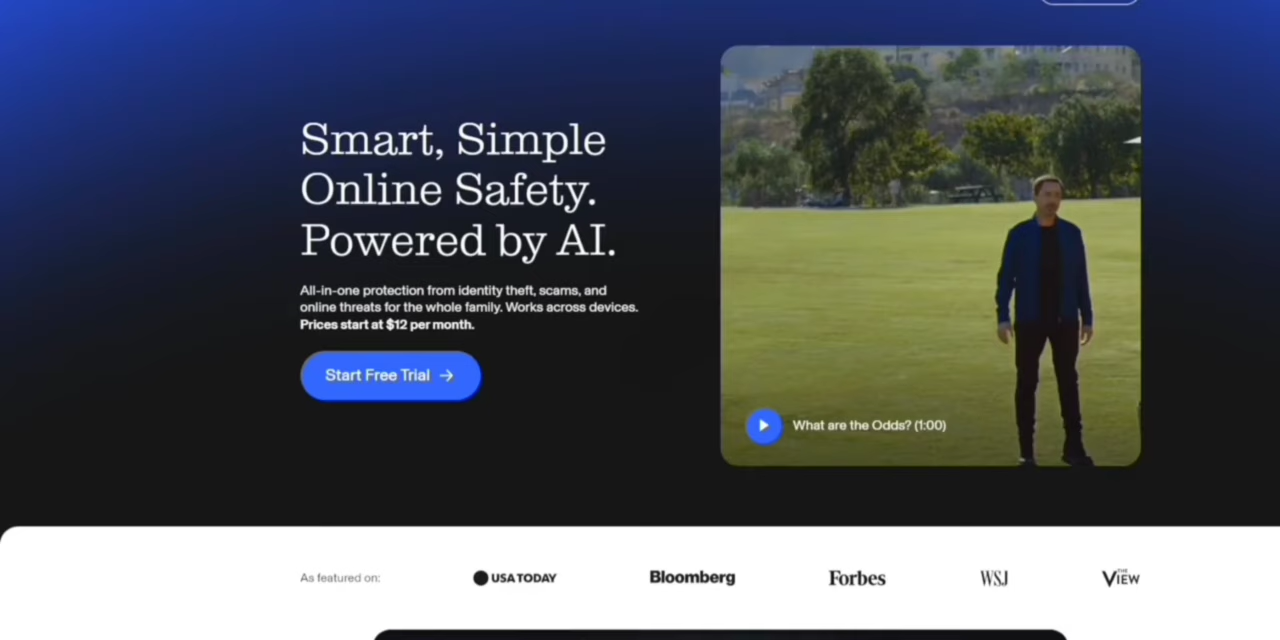 Smart, Simple
Online Safety.
Powered by AI.
All-in-one protection from identity theft, scams, and
online threats for the whole family. Works across devices.
Prices start at $12 per month.
Start Free Trial →
What are the Odds? (1:00)
As featured on:
USA TODAY
Bloomberg
Forbes
WSJ
THE
VIEW